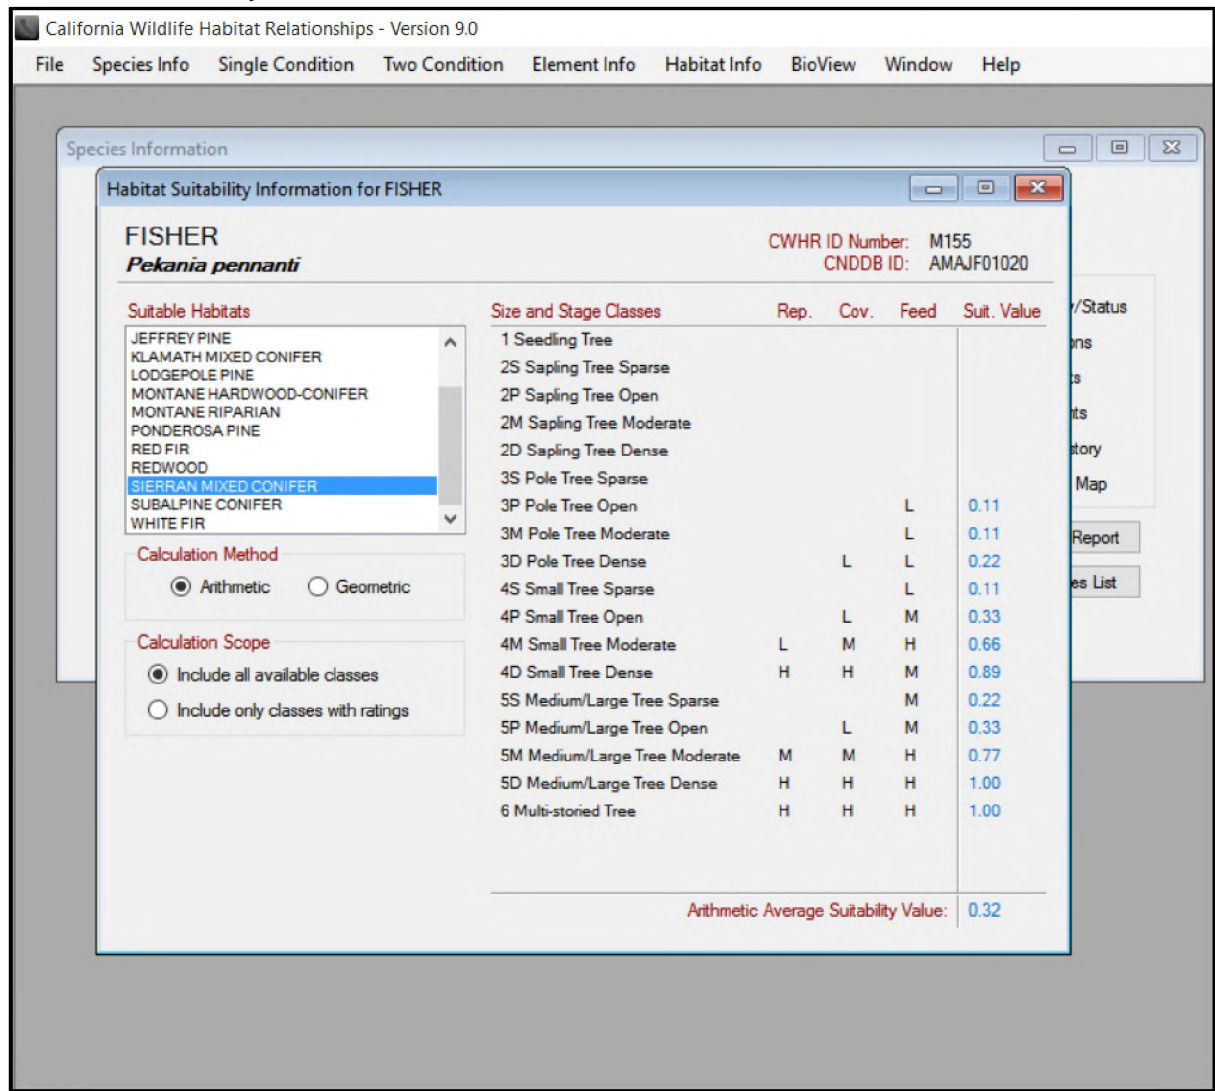 California Wildlife Habitat Relationships - Version 9.0
File Species Info Single Condition Two Condition Element Info Habitat Info BioView Window Help
Species Information
Habitat Suitability Information for FISHER
FISHER
Pekania pennanti
CWHR ID Number: M155
CNDDB ID: AMAJF01020
Suitable Habitats
JEFFREY PINE
KLAMATH MIXED CONIFER
LODGEPOLE PINE
MONTANE HARDWOOD-CONIFER
MONTANE RIPARIAN
PONDEROSA PINE
RED FIR
REDWOOD
SIERRAN MIXED CONIFER
SUBALPINE CONIFER
WHITE FIR
Calculation Method
Arithmetic Geometric
Calculation Scope
Include all available classes
Include only classes with ratings
Size and Stage Classes Rep. Cov. Feed Suit. Value
1 Seedling Tree
2S Sapling Tree Sparse
2P Sapling Tree Open
2M Sapling Tree Moderate
2D Sapling Tree Dense
3S Pole Tree Sparse
3P Pole Tree Open L 0.11
3M Pole Tree Moderate L 0.11
3D Pole Tree Dense L L 0.22
4S Small Tree Sparse L 0.11
4P Small Tree Open L M 0.33
4M Small Tree Moderate L M H 0.66
4D Small Tree Dense H H M 0.89
5S Medium/Large Tree Sparse M 0.22
5P Medium/Large Tree Open L M 0.33
5M Medium/Large Tree Moderate M M H 0.77
5D Medium/Large Tree Dense H H H 1.00
6 Multi-storied Tree H H H 1.00
Arithmetic Average Suitability Value: 0.32
/Status
ons
ts
nts
story
Map
Report
es List